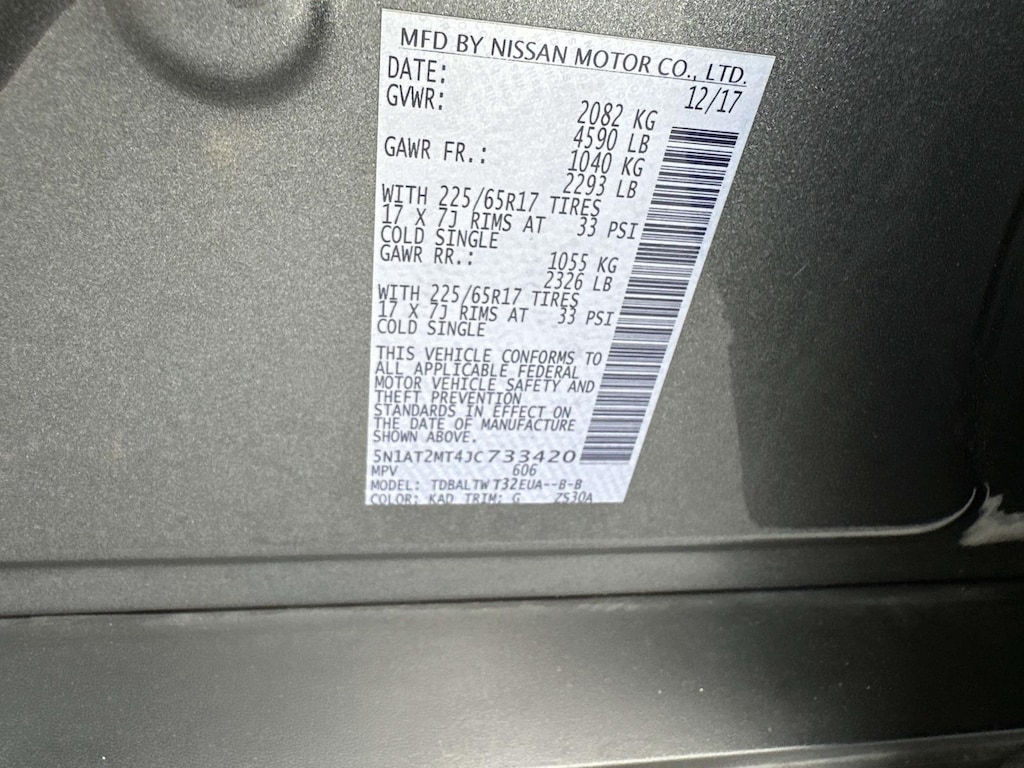 MFD BY NISSAN MOTOR CO., LTD.
DATE: 12/17
GVWR: 2082 KG
4590 LB
GAWR FR.: 1040 KG
2293 LB
WITH 225/65R17 TIRES
17 X 7J RIMS AT 33 PSI
COLD SINGLE
GAWR RR.: 1055 KG
2326 LB
WITH 225/65R17 TIRES
17 X 7J RIMS AT 33 PSI
COLD SINGLE
THIS VEHICLE CONFORMS TO
ALL APPLICABLE FEDERAL
MOTOR VEHICLE SAFETY AND
THEFT PREVENTION
STANDARDS IN EFFECT ON
THE DATE OF MANUFACTURE
SHOWN ABOVE.
5N1AT2MT4JC733420
MPV 606
MODEL: TDBALTW T32EUA--B-B
COLOR: KAD TRIM: G ZS30A